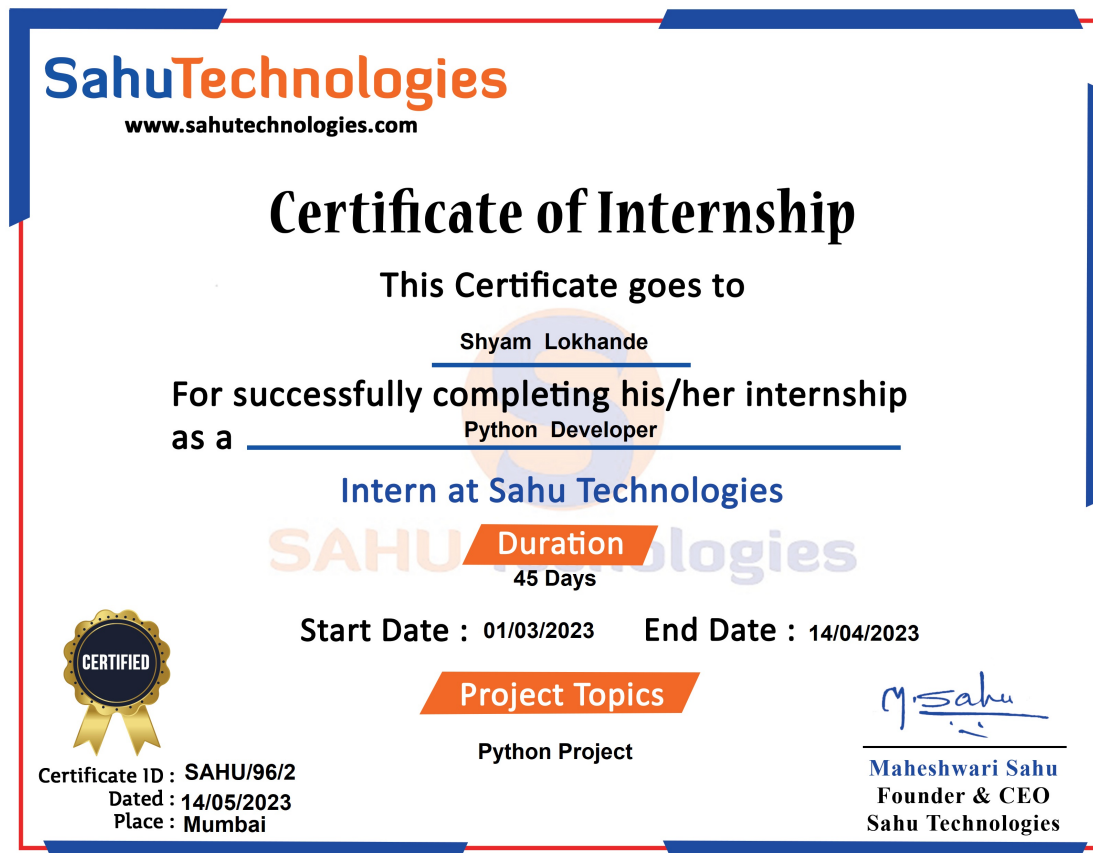 SahuTechnologies
www.sahutechnologies.com
Certificate of Internship
This Certificate goes to
Shyam Lokhande
For successfully completing his/her internship
as a Python Developer
Intern at Sahu Technologies
SAHU Technologies
Duration
45 Days
Start Date : 01/03/2023 End Date : 14/04/2023
CERTIFIED
Project Topics
Python Project
M.Sahu
Certificate ID : SAHU/96/2
Dated : 14/05/2023
Place : Mumbai
Maheshwari Sahu
Founder & CEO
Sahu Technologies